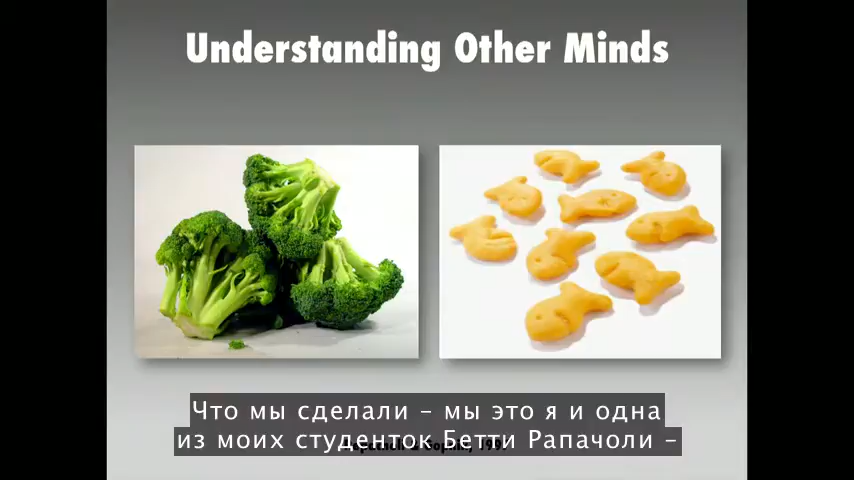 Understanding Other Minds
Что мы сделали – мы это я и одна
из моих студенток Бетти Рапачоли –